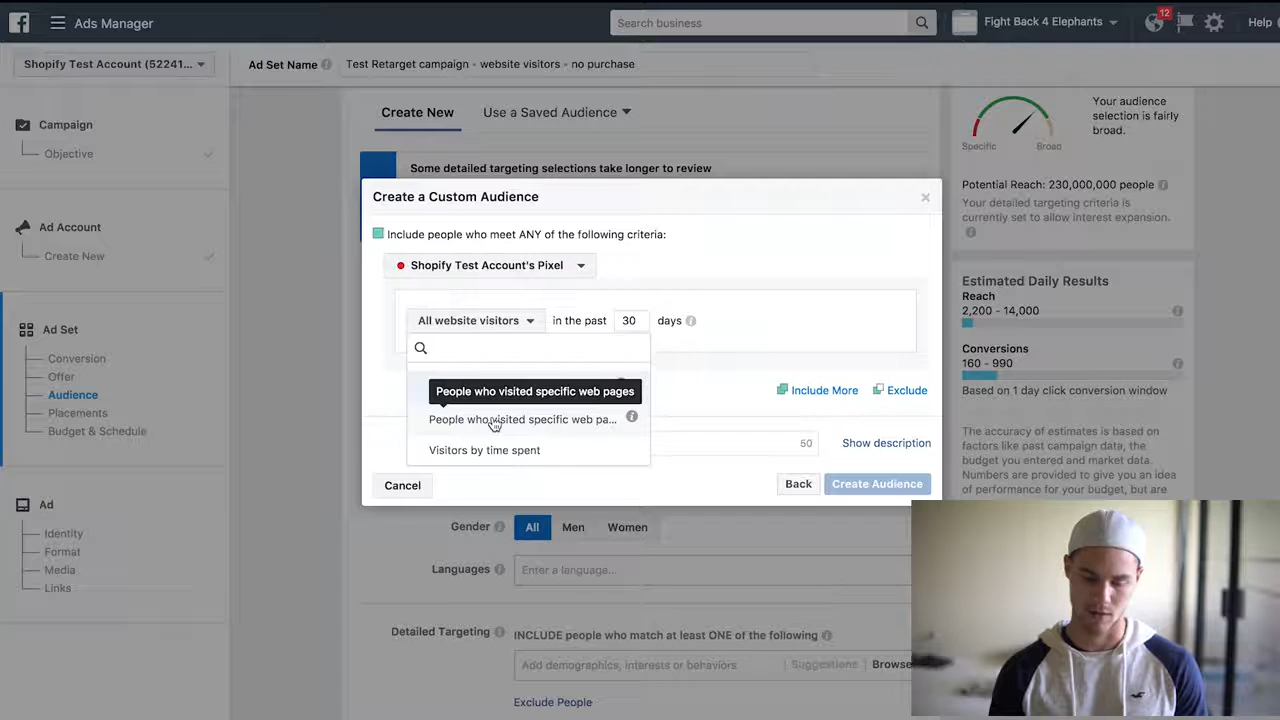 Ads Manager
Search business
Fight Back 4 Elephants
12
Help
Shopify Test Account (52241...
Ad Set Name
Test Retarget campaign - website visitors - no purchase
Campaign
Objective
Ad Account
Create New
Ad Set
Conversion
Offer
Audience
Placements
Budget & Schedule
Ad
Identity
Format
Media
Links
Create New
Use a Saved Audience
Some detailed targeting selections take longer to review
Create a Custom Audience
Include people who meet ANY of the following criteria:
Shopify Test Account's Pixel
All website visitors
in the past
30
days
People who visited specific web pages
People who visited specific web pa...
Visitors by time spent
Include More
Exclude
50
Show description
Cancel
Back
Create Audience
Gender
All
Men
Women
Languages
Enter a language...
Detailed Targeting
INCLUDE people who match at least ONE of the following
Add demographics, interests or behaviors
Suggestions
Browse
Exclude People
Specific
Broad
Your audience
selection is fairly
broad.
Potential Reach: 230,000,000 people
Your detailed targeting criteria is
currently set to allow interest expansion.
Estimated Daily Results
Reach
2,200 - 14,000
Conversions
160 - 990
Based on 1 day click conversion window
The accuracy of estimates is based on
factors like past campaign data, the
budget you entered and market data.
Numbers are provided to give you an idea
of performance for your budget, but are